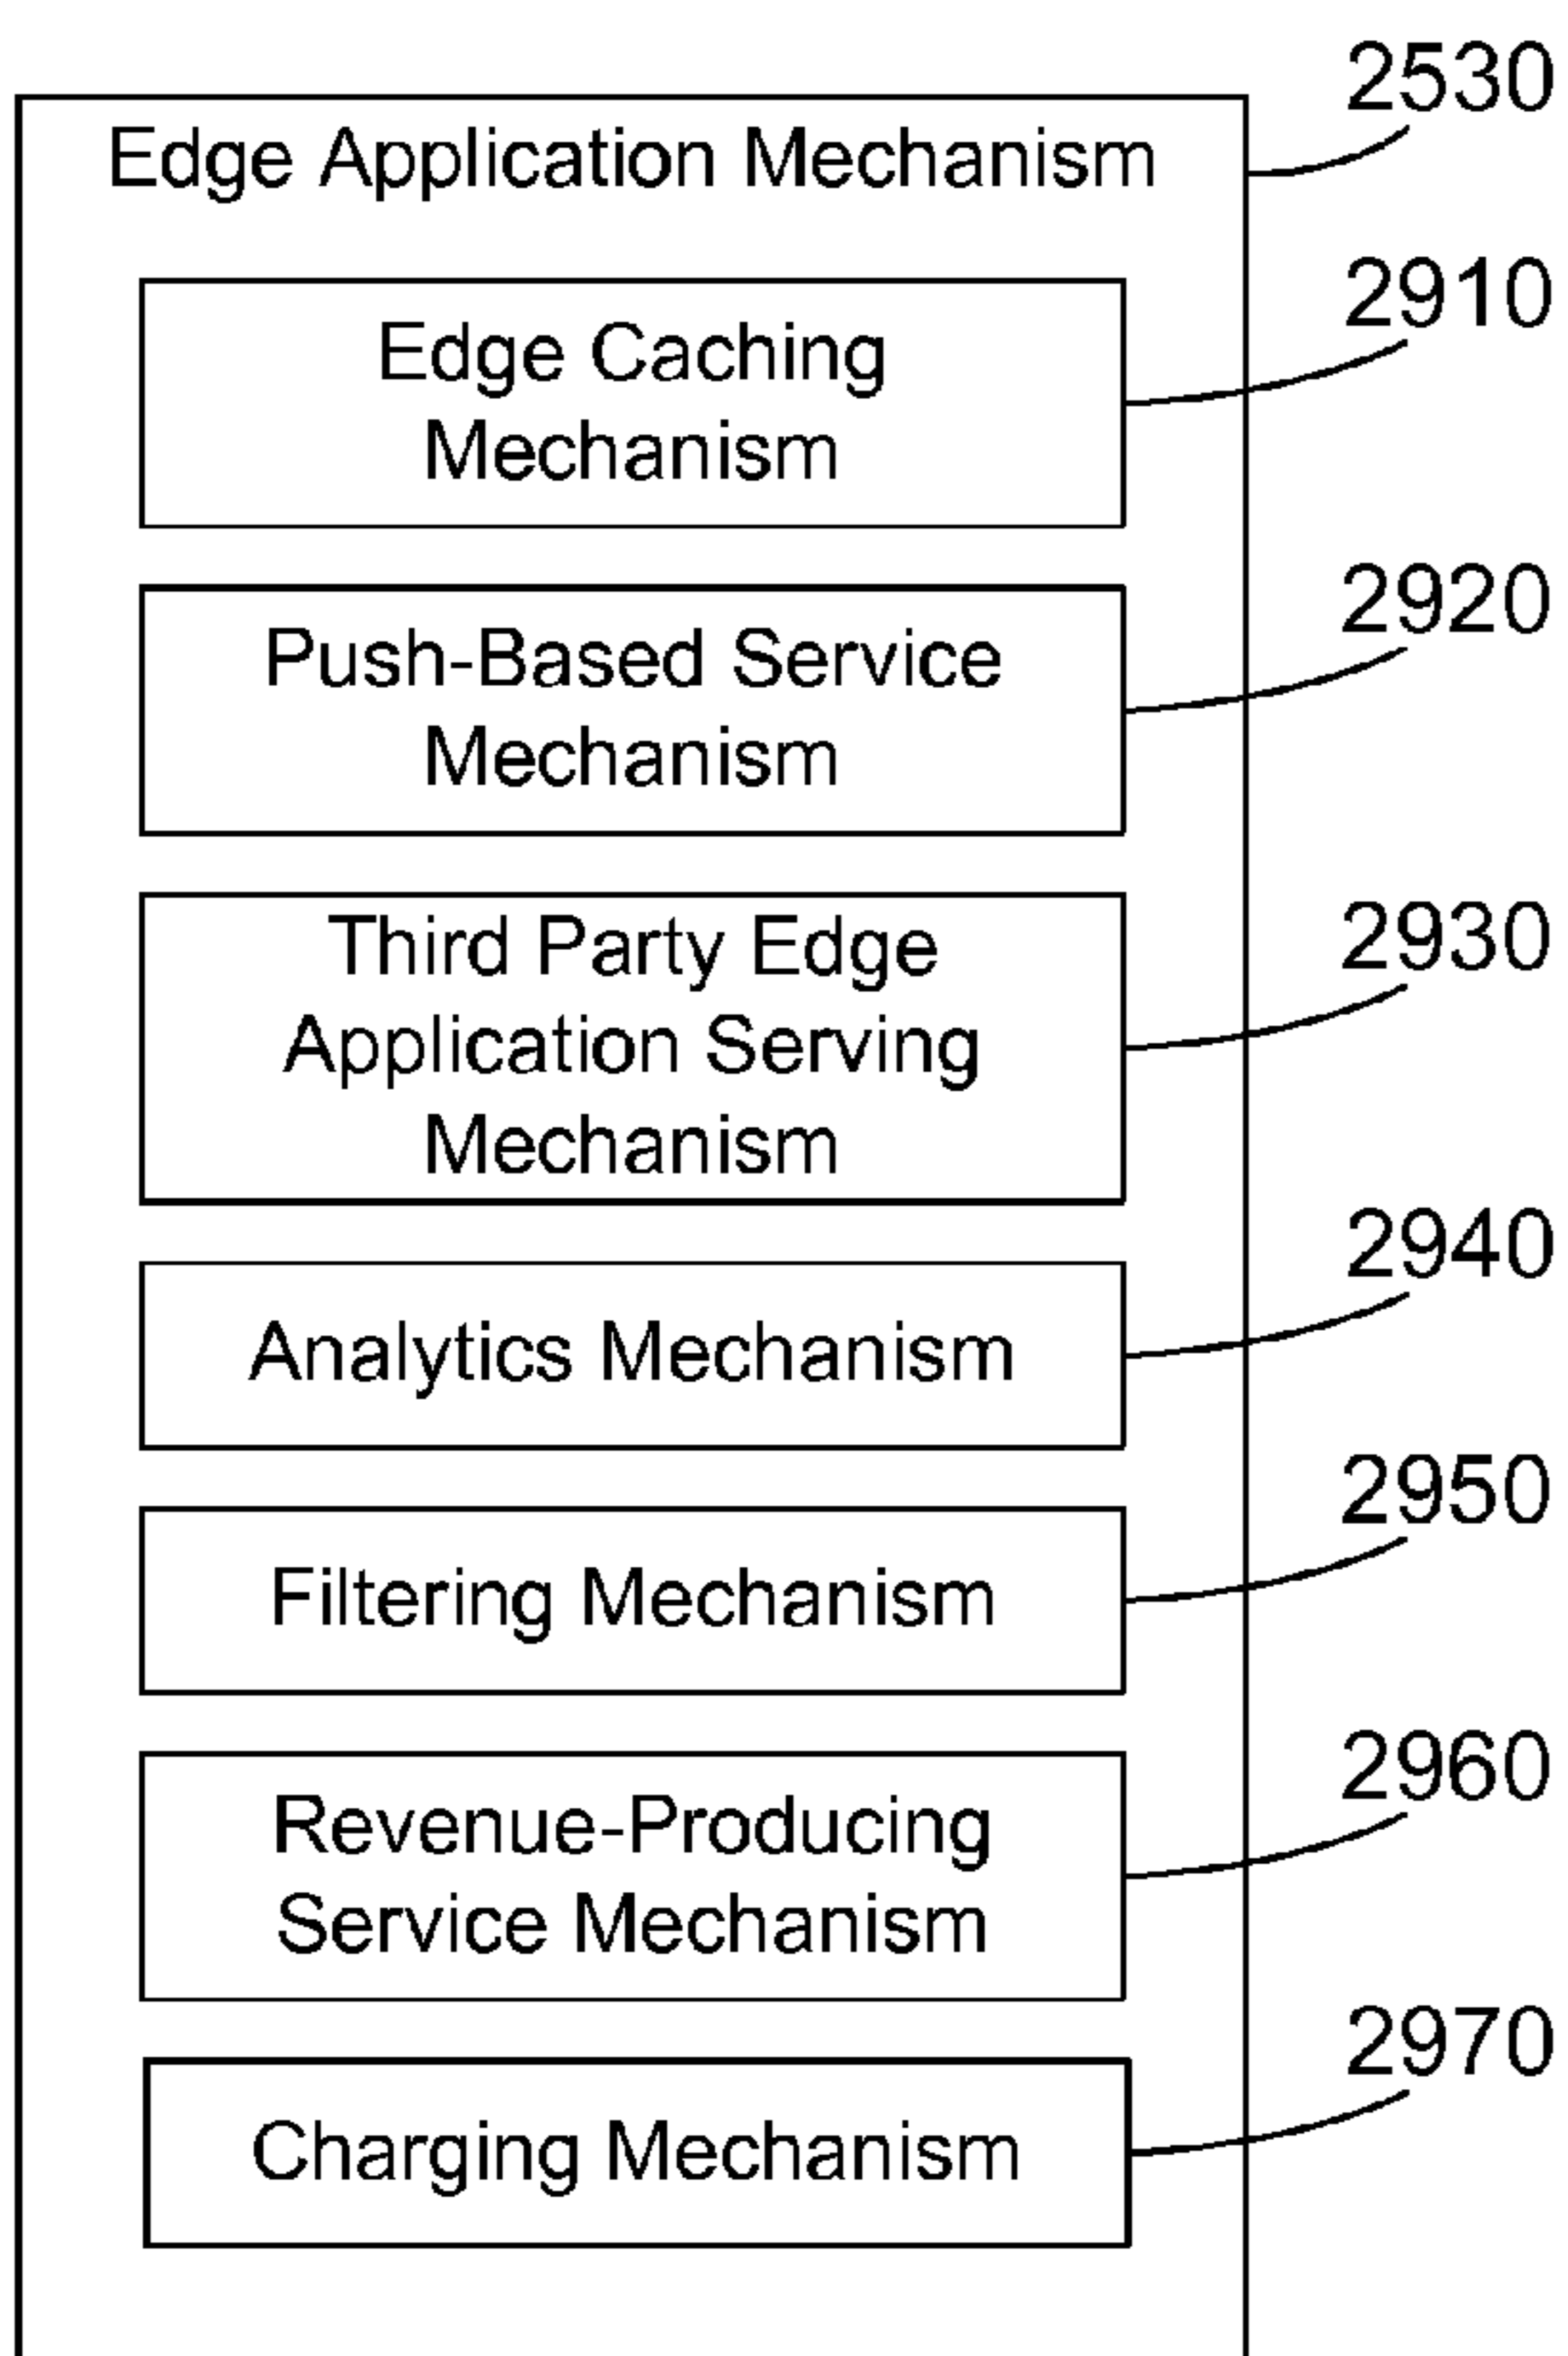 2530
Edge Application Mechanism
2910
Edge Caching
Mechanism
2920
Push-Based Service
Mechanism
2930
Third Party Edge
Application Serving
Mechanism
2940
Analytics Mechanism
2950
Filtering Mechanism
2960
Revenue-Producing
Service Mechanism
2970
Charging Mechanism